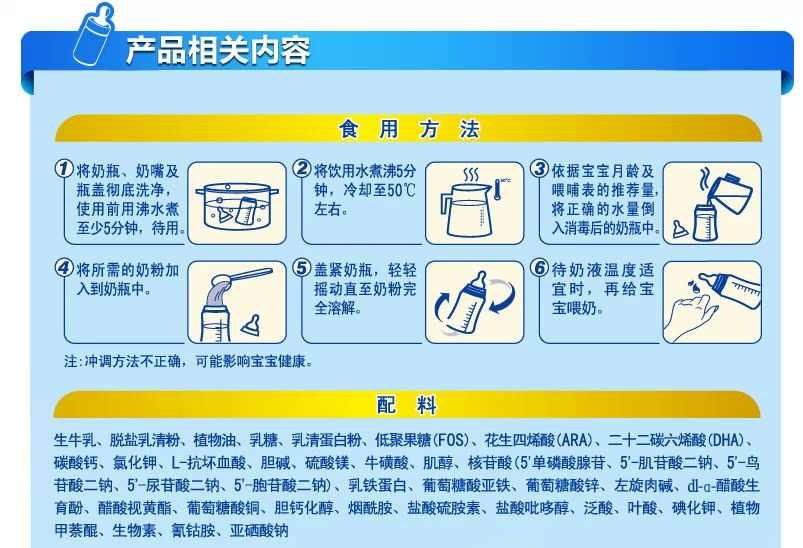 产品相关内容
食用方法
1 将奶瓶、奶嘴及
瓶盖彻底洗净，
使用前用沸水煮
至少5分钟，待用。
2 将饮用水煮沸5分
钟，冷却至50℃
左右。
50℃
3 依据宝宝月龄及
喂哺表的推荐量，
将正确的水量倒
入消毒后的奶瓶中。
4 将所需的奶粉加
入到奶瓶中。
5 盖紧奶瓶，轻轻
摇动直至奶粉完
全溶解。
6 待奶液温度适
宜时，再给宝
宝喂奶。
注:冲调方法不正确，可能影响宝宝健康。
配料
生牛乳、脱盐乳清粉、植物油、乳糖、乳清蛋白粉、低聚果糖(FOS)、花生四烯酸(ARA)、二十二碳六烯酸(DHA)、
碳酸钙、氯化钾、L-抗坏血酸、胆碱、硫酸镁、牛磺酸、肌醇、核苷酸(5'单磷酸腺苷、5'-肌苷酸二钠、5'-鸟
苷酸二钠、5'-尿苷酸二钠、5'-胞苷酸二钠)、乳铁蛋白、葡萄糖酸亚铁、葡萄糖酸锌、左旋肉碱、dl-α-醋酸生
育酚、醋酸视黄酯、葡萄糖酸铜、胆钙化醇、烟酰胺、盐酸硫胺素、盐酸吡哆醇、泛酸、叶酸、碘化钾、植物
甲萘醌、生物素、氰钴胺、亚硒酸钠